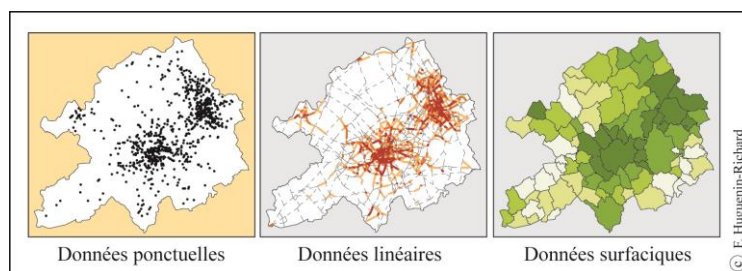 Données ponctuelles
Données linéaires
Données surfaciques
© F. Huguenin-Richard